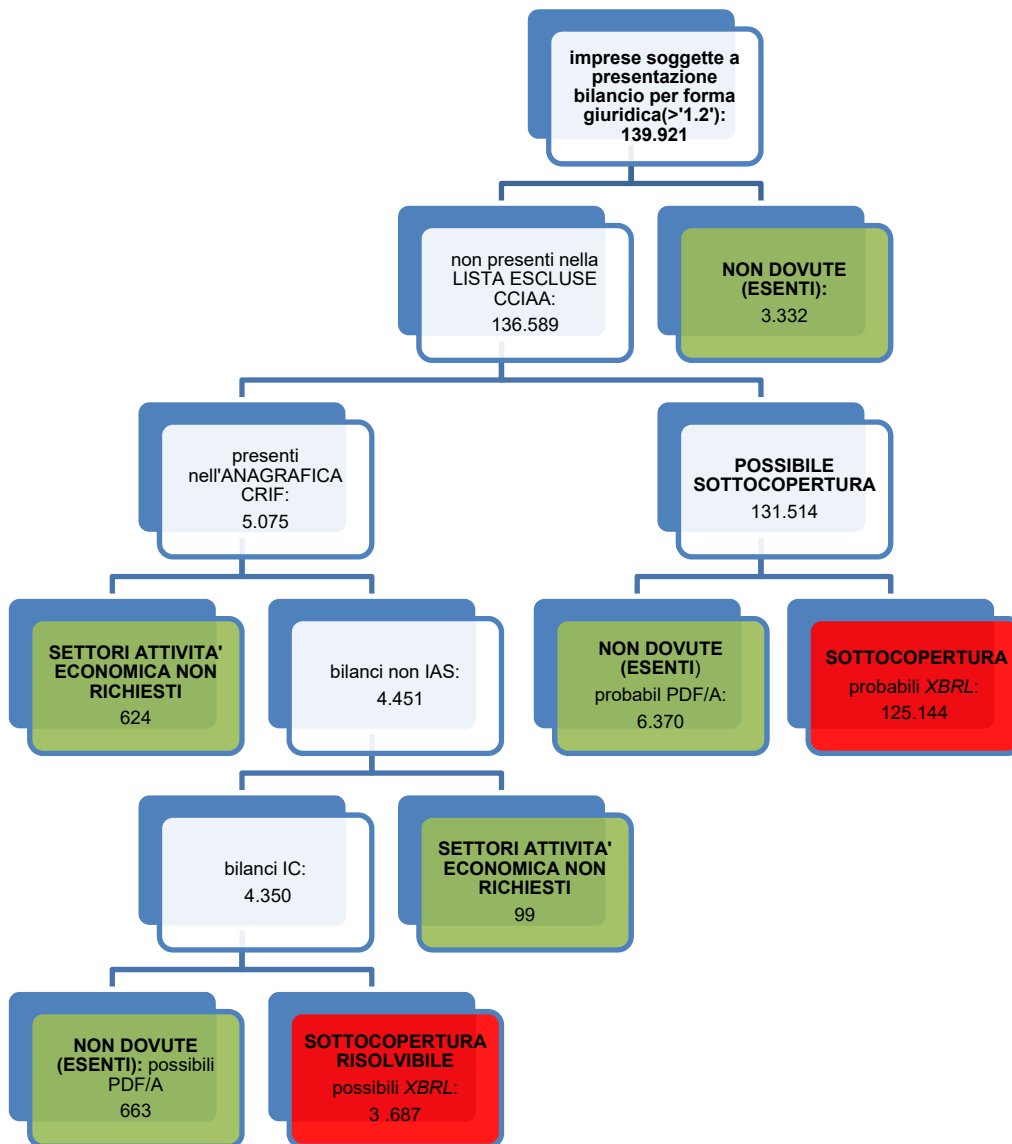 imprese soggette a
presentazione
bilancio per forma
giuridica(>'1.2'):
139.921
non presenti nella
LISTA ESCLUSE
CCIAA:
136.589
NON DOVUTE
(ESENTI):
3.332
presenti
nell'ANAGRAFICA
CRIF:
5.075
POSSIBILE
SOTTOCOPERTURA
131.514
SETTORI ATTIVITA'
ECONOMICA NON
RICHIESTI
624
bilanci non IAS:
4.451
NON DOVUTE
(ESENTI)
probabil PDF/A:
6.370
SOTTOCOPERTURA
probabili XBRL:
125.144
bilanci IC:
4.350
SETTORI ATTIVITA'
ECONOMICA NON
RICHIESTI
99
NON DOVUTE
(ESENTI): possibili
PDF/A
663
SOTTOCOPERTURA
RISOLVIBILE
possibili XBRL:
3 .687